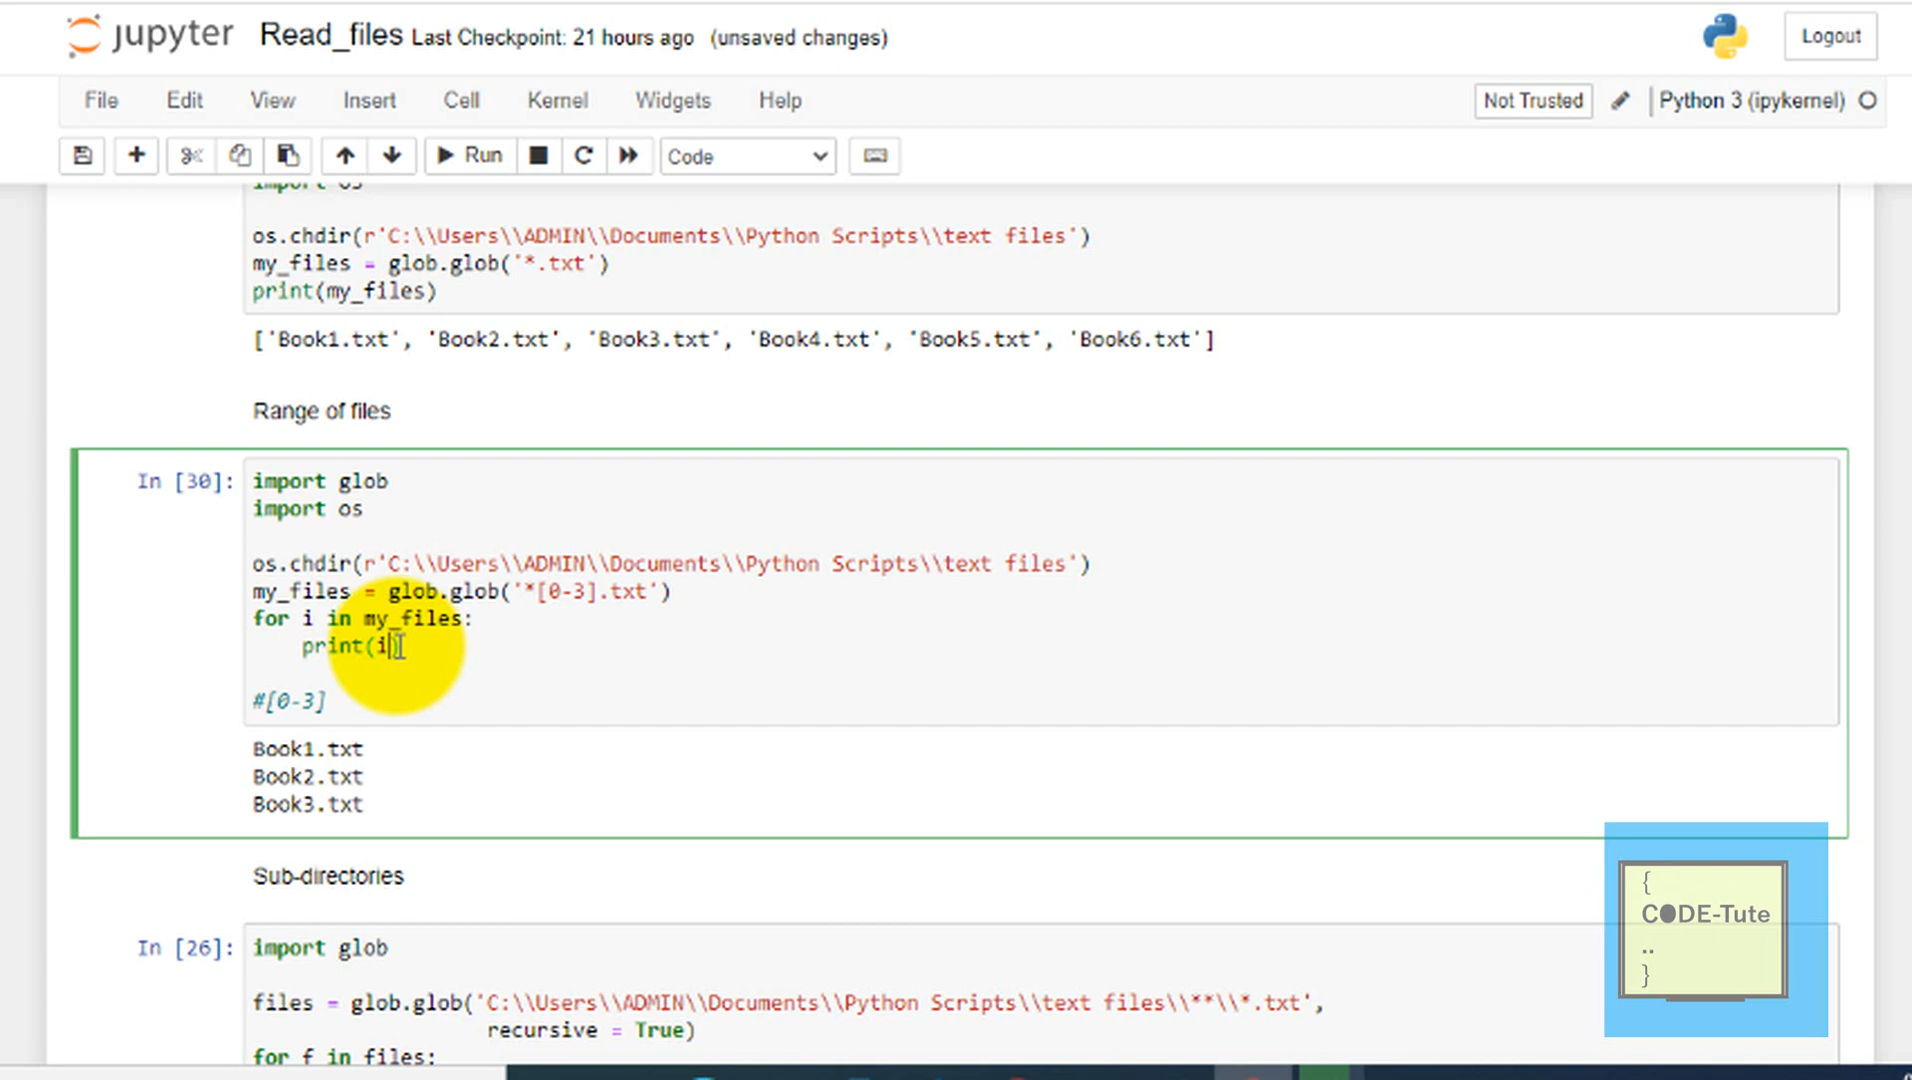 jupyter Read_files Last Checkpoint: 21 hours ago (unsaved changes) Logout
File Edit View Insert Cell Kernel Widgets Help Not Trusted Python 3 (ipykernel)
Run Code
import os
os.chdir(r'C:\\Users\\ADMIN\\Documents\\Python Scripts\\text files')
my_files = glob.glob('*.txt')
print(my_files)
['Book1.txt', 'Book2.txt', 'Book3.txt', 'Book4.txt', 'Book5.txt', 'Book6.txt']
Range of files
In [30]: import glob
import os
os.chdir(r'C:\\Users\\ADMIN\\Documents\\Python Scripts\\text files')
my_files = glob.glob('*[0-3].txt')
for i in my_files:
    print(i)
#[0-3]
Book1.txt
Book2.txt
Book3.txt
Sub-directories
In [26]: import glob
files = glob.glob('C:\\Users\\ADMIN\\Documents\\Python Scripts\\text files\\**\\*.txt',
recursive = True)
for f in files:
{
CODE-Tute
..
}